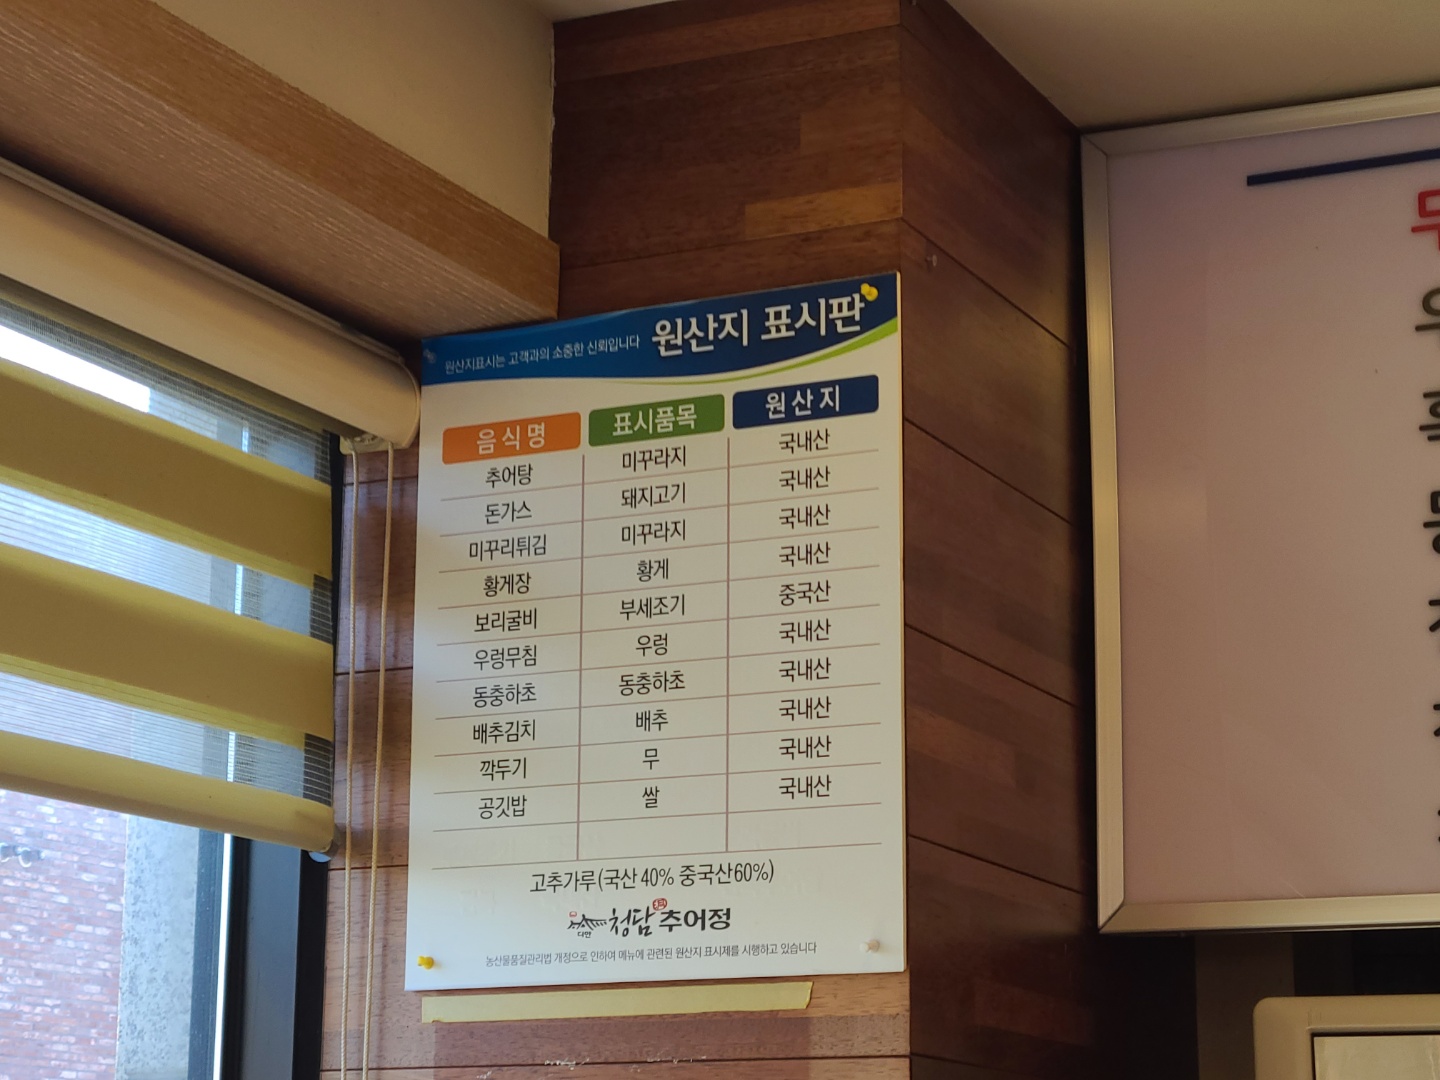 원산지표시는 고객과의 소중한 신뢰입니다 원산지 표시판
음식명 표시품목 원산지
추어탕 미꾸라지 국내산
돈가스 돼지고기 국내산
미꾸리튀김 미꾸라지 국내산
황게장 황게 국내산
보리굴비 부세조기 중국산
우렁무침 우렁 국내산
동충하초 동충하초 국내산
배추김치 배추 국내산
깍두기 무 국내산
공깃밥 쌀 국내산
고추가루(국산 40% 중국산60%)
청담추어정
농산물품질관리법 개정으로 인하여 메뉴에 관련된 원산지 표시제를 시행하고 있습니다